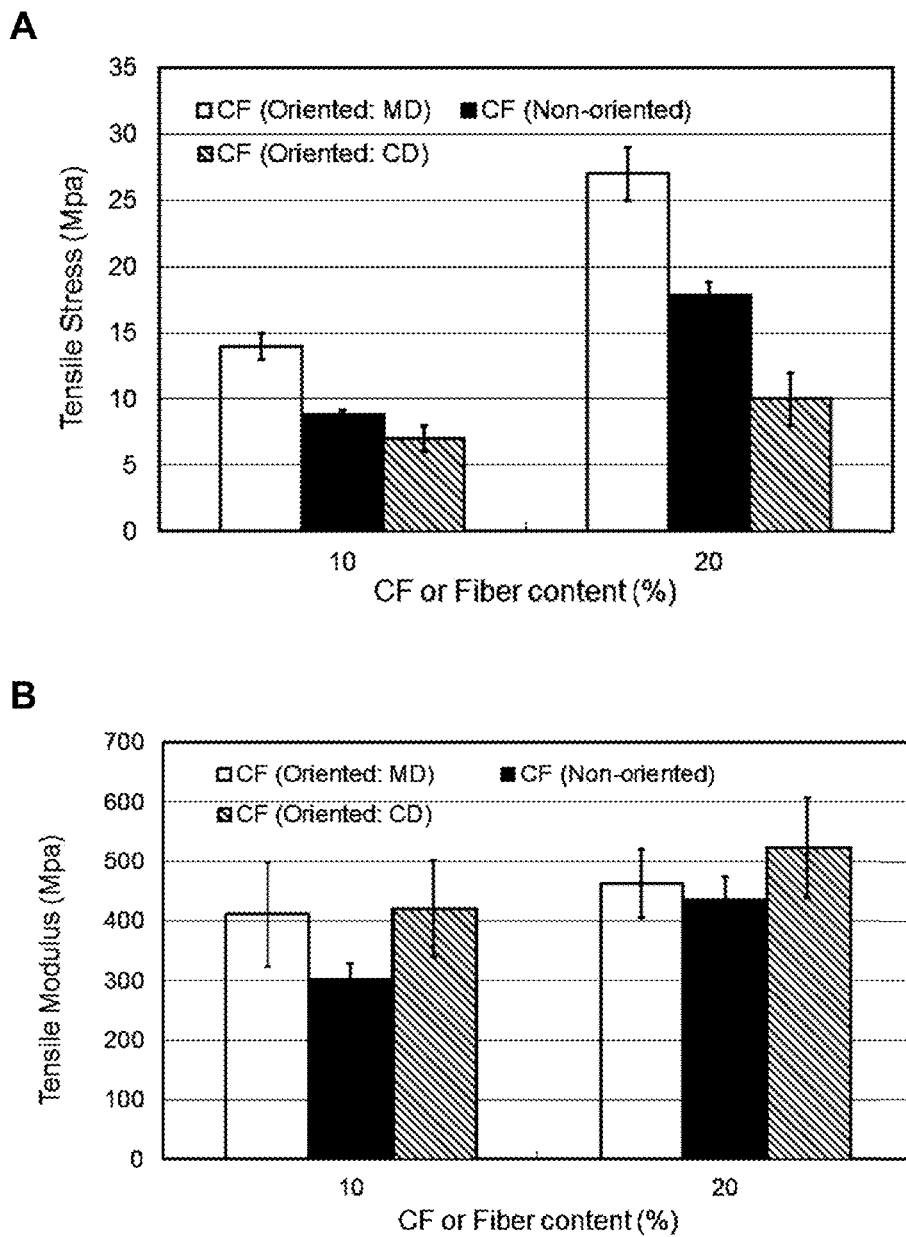 A
35
30
25
20
15
10
5
0
Tensile Stress (Mpa)
CF (Oriented: MD) CF (Non-oriented)
CF (Oriented: CD)
10 20
CF or Fiber content (%)
B
700
600
500
400
300
200
100
0
Tensile Modulus (Mpa)
CF (Oriented: MD) CF (Non-oriented)
CF (Oriented: CD)
10 20
CF or Fiber content (%)